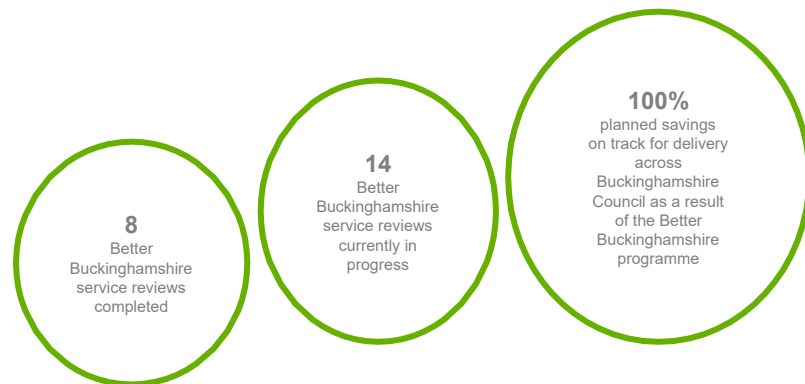 8
Better
Buckinghamshire
service reviews
completed
14
Better
Buckinghamshire
service reviews
currently in
progress
100%
planned savings
on track for delivery
across
Buckinghamshire
Council as a result
of the Better
Buckinghamshire
programme